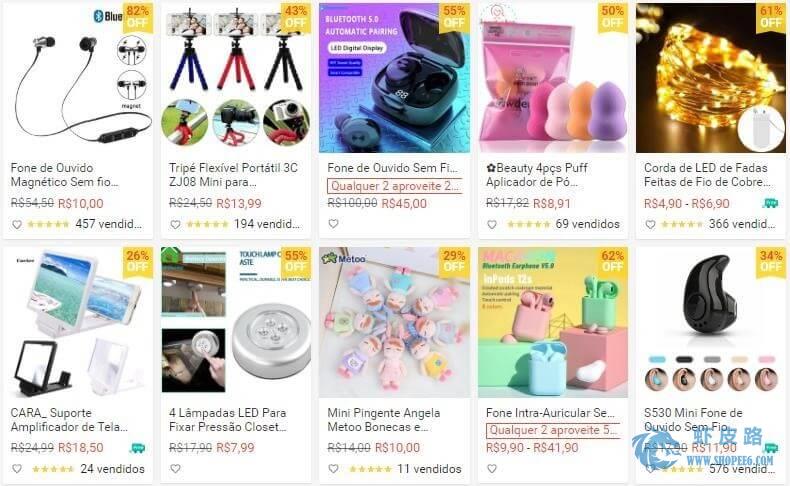 Blue
82%
OFF
magnet
Fone de Ouvido
Magnético Sem fio...
R$54,50 R$10,00
457 vendid...
43%
OFF
Tripé Flexível Portátil 3C
ZJ08 Mini para...
R$24,50 R$13,99
194 vendid...
BLUETOOTH 5.0
AUTOMATIC PAIRING
LED Digital Display
55%
OFF
Fone de Ouvido Sem Fi...
Qualquer 2 aproveite 2...
R$100,00 R$45,00
50%
OFF
✿Beauty 4pçs Puff
Aplicador de Pó...
R$17,82 R$8,91
69 vendidos
61%
OFF
Corda de LED de Fadas
Feitas de Fio de Cobre...
R$4,90 - R$6,90
366 vendid...
26%
OFF
CARA_ Suporte
Amplificador de Tela...
R$24,99 R$18,50
24 vendidos
TOUCH LAMP C
ASTE
55%
OFF
4 Lâmpadas LED Para
Fixar Pressão Closet...
R$17,90 R$7,99
Metoo
29%
OFF
Mini Pingente Angela
Metoo Bonecas e...
R$14,00 R$10,00
11 vendidos
Bluetooth Earphone V5.0
InPods 12s
Automatic pairing
Touch control
62%
OFF
Fone Intra-Auricular Se...
Qualquer 2 aproveite 5...
R$9,90 - R$41,90
34%
OFF
S530 Mini Fone de
Ouvido Sem Fio
R$17,90 R$11,90
576 vendid...
虾皮路
WWW.SHOPEE6.COM